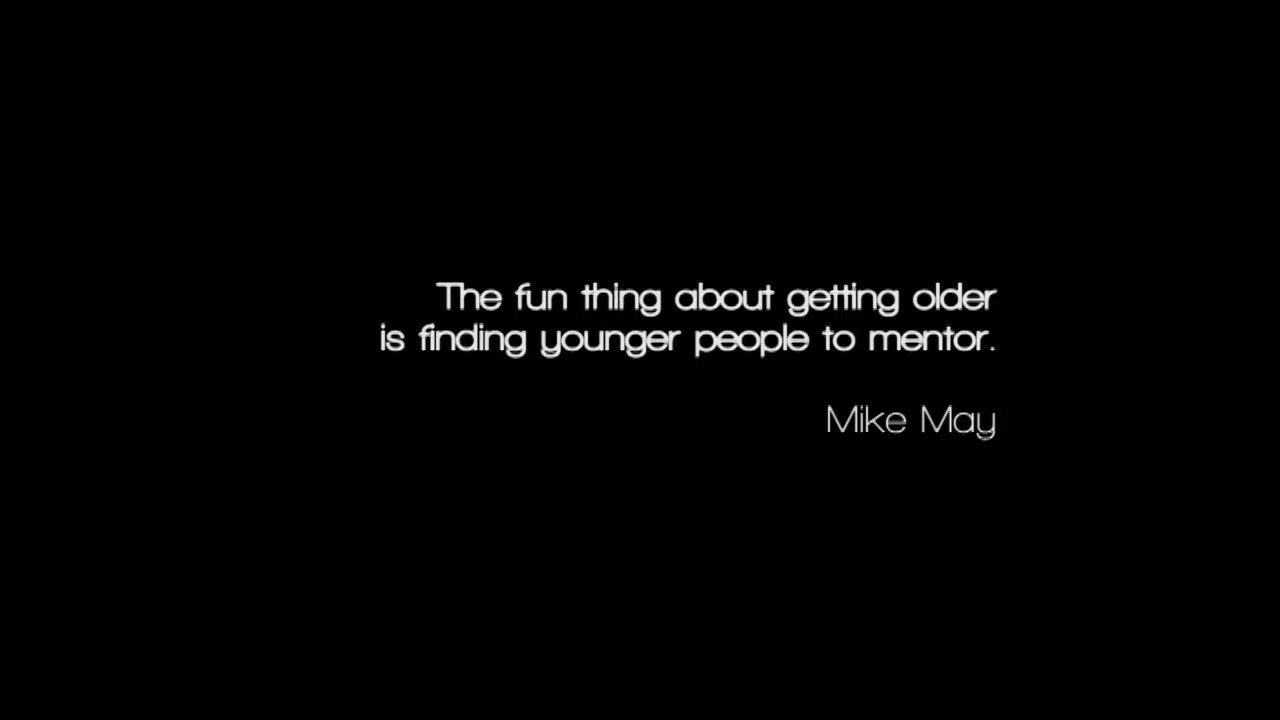 The fun thing about getting older
is finding younger people to mentor.
Mike May